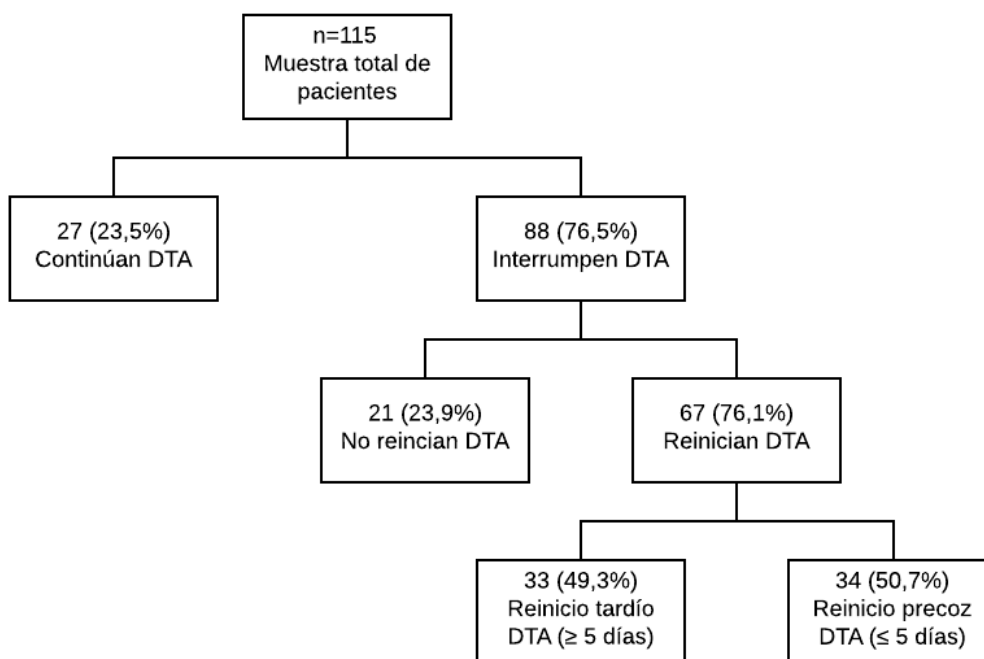 n=115
Muestra total de
pacientes
27 (23,5%)
Continúan DTA
88 (76,5%)
Interrumpen DTA
21 (23,9%)
No reincian DTA
67 (76,1%)
Reinician DTA
33 (49,3%)
Reinicio tardío
DTA (≥ 5 días)
34 (50,7%)
Reinicio precoz
DTA (≤ 5 días)